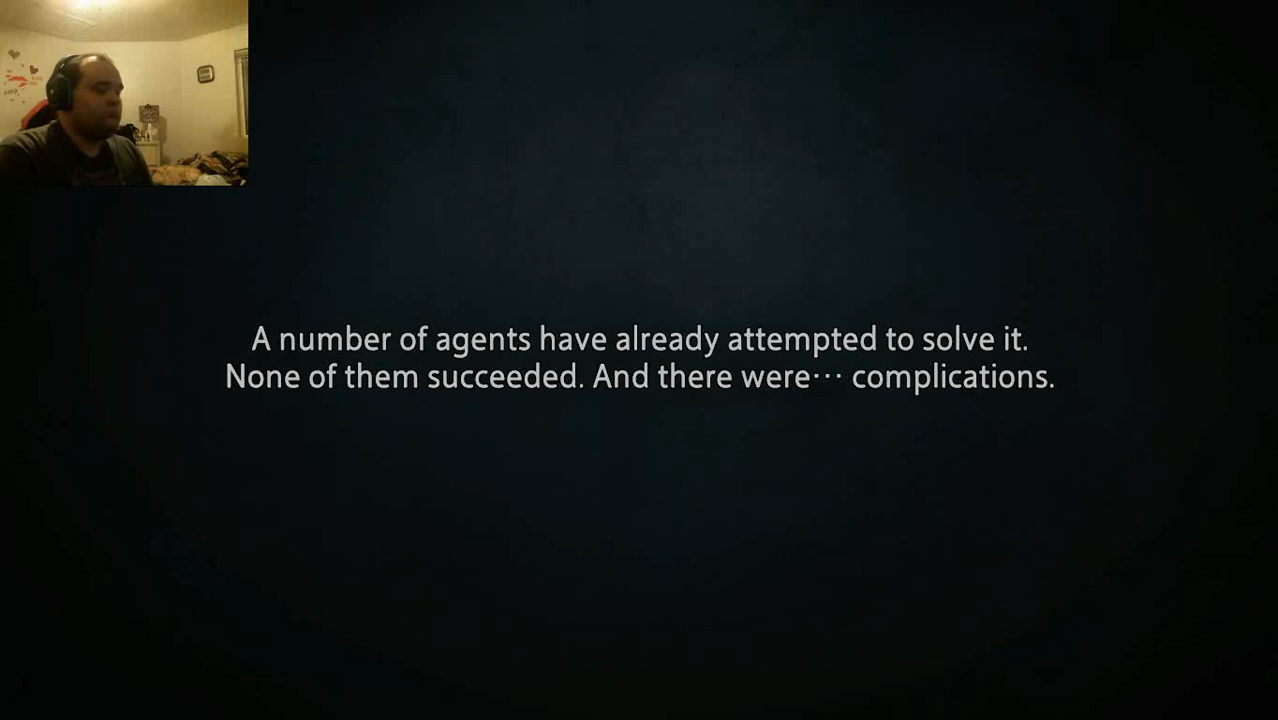 A number of agents have already attempted to solve it.
None of them succeeded. And there were··· complications.